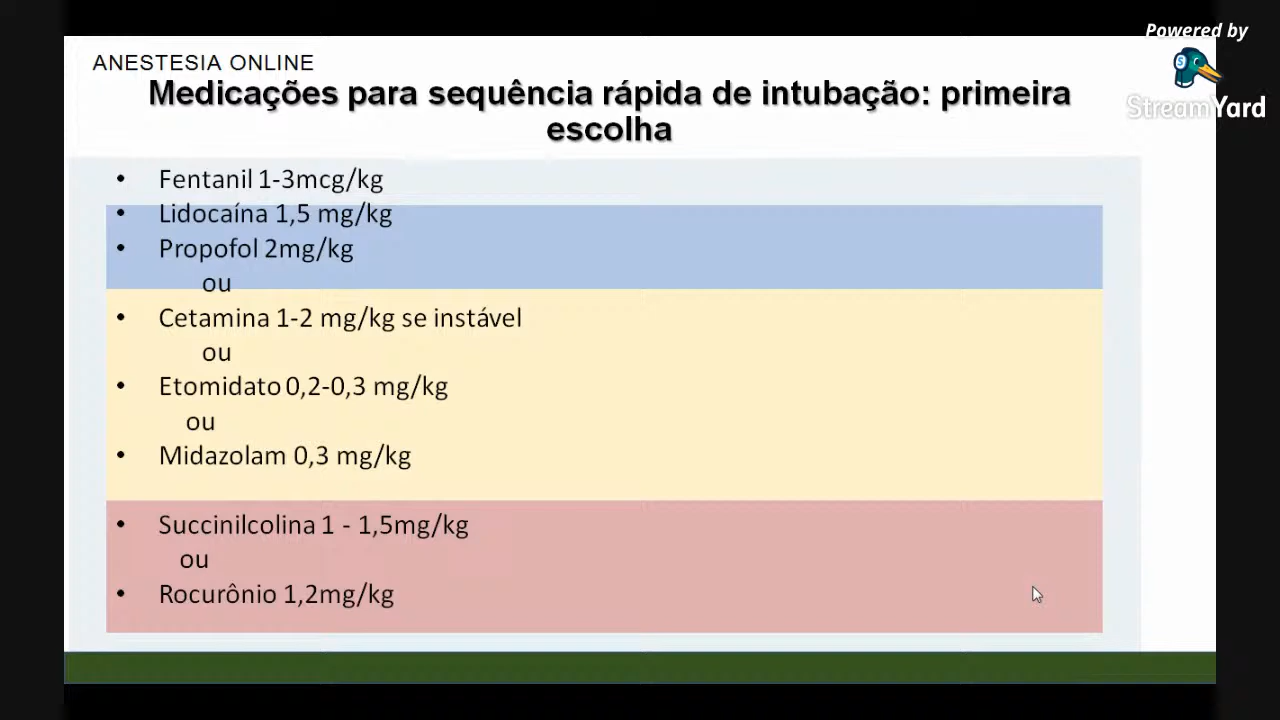 Powered by
StreamYard
ANESTESIA ONLINE
Medicações para sequência rápida de intubação: primeira
escolha
• Fentanil 1-3mcg/kg
• Lidocaína 1,5 mg/kg
• Propofol 2mg/kg
ou
• Cetamina 1-2 mg/kg se instável
ou
• Etomidato 0,2-0,3 mg/kg
ou
• Midazolam 0,3 mg/kg
• Succinilcolina 1 - 1,5mg/kg
ou
• Rocurônio 1,2mg/kg